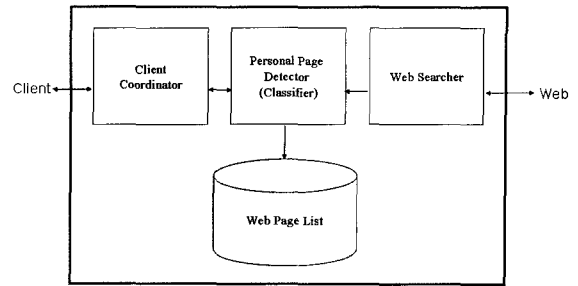 Client
Client
Coordinator
Personal Page
Detector
(Classifier)
Web Searcher
Web
Web Page List